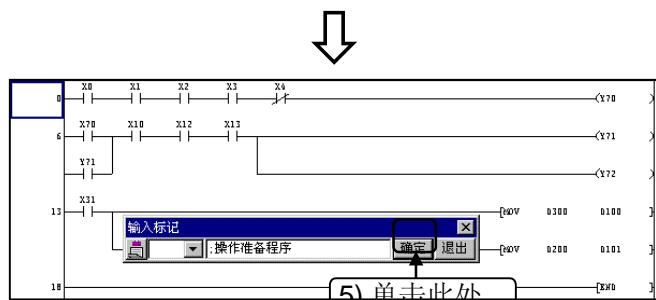 X0 X1 X2 X3 X4
0 (Y70 )
X70 X10 X12 X13
6 (Y71 )
Y71
(Y72 )
X31
13 [MOV D300 D100 ]
输入标记
;操作准备程序 确定 退出 [MOV D200 D101 ]
18 [END ]
5) 单击此处